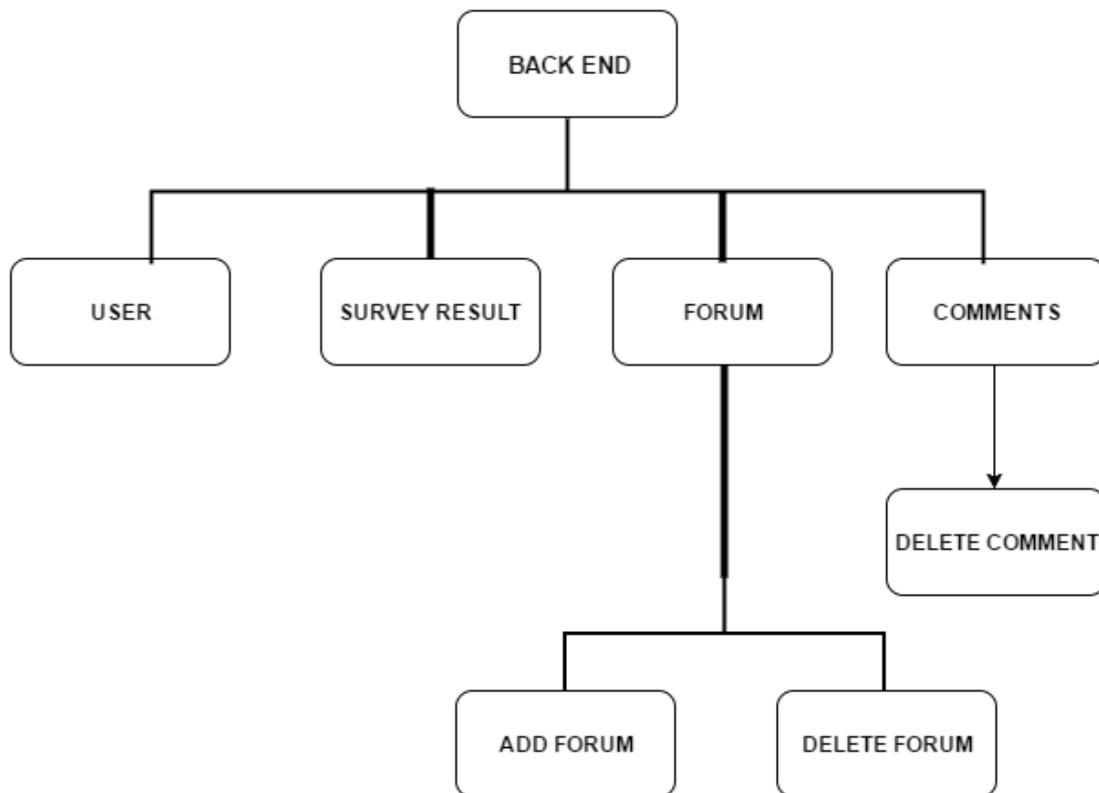 BACK END
USER
SURVEY RESULT
FORUM
COMMENTS
DELETE COMMENT
ADD FORUM
DELETE FORUM